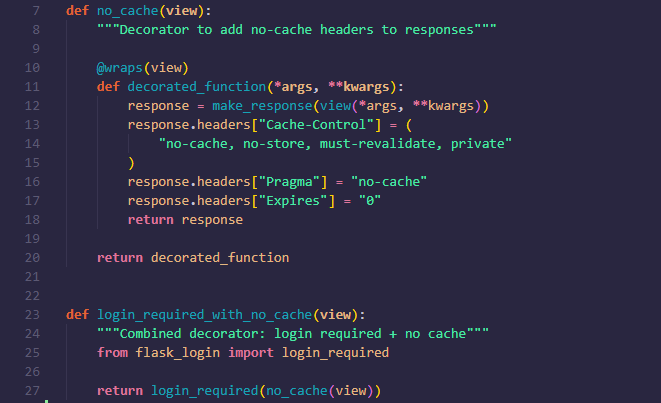 7 def no_cache(view):
8 """Decorator to add no-cache headers to responses"""
9
10 @wraps(view)
11 def decorated_function(*args, **kwargs):
12 response = make_response(view(*args, **kwargs))
13 response.headers["Cache-Control"] = (
14 "no-cache, no-store, must-revalidate, private"
15 )
16 response.headers["Pragma"] = "no-cache"
17 response.headers["Expires"] = "0"
18 return response
19
20 return decorated_function
21
22
23 def login_required_with_no_cache(view):
24 """Combined decorator: login required + no cache"""
25 from flask_login import login_required
26
27 return login_required(no_cache(view))